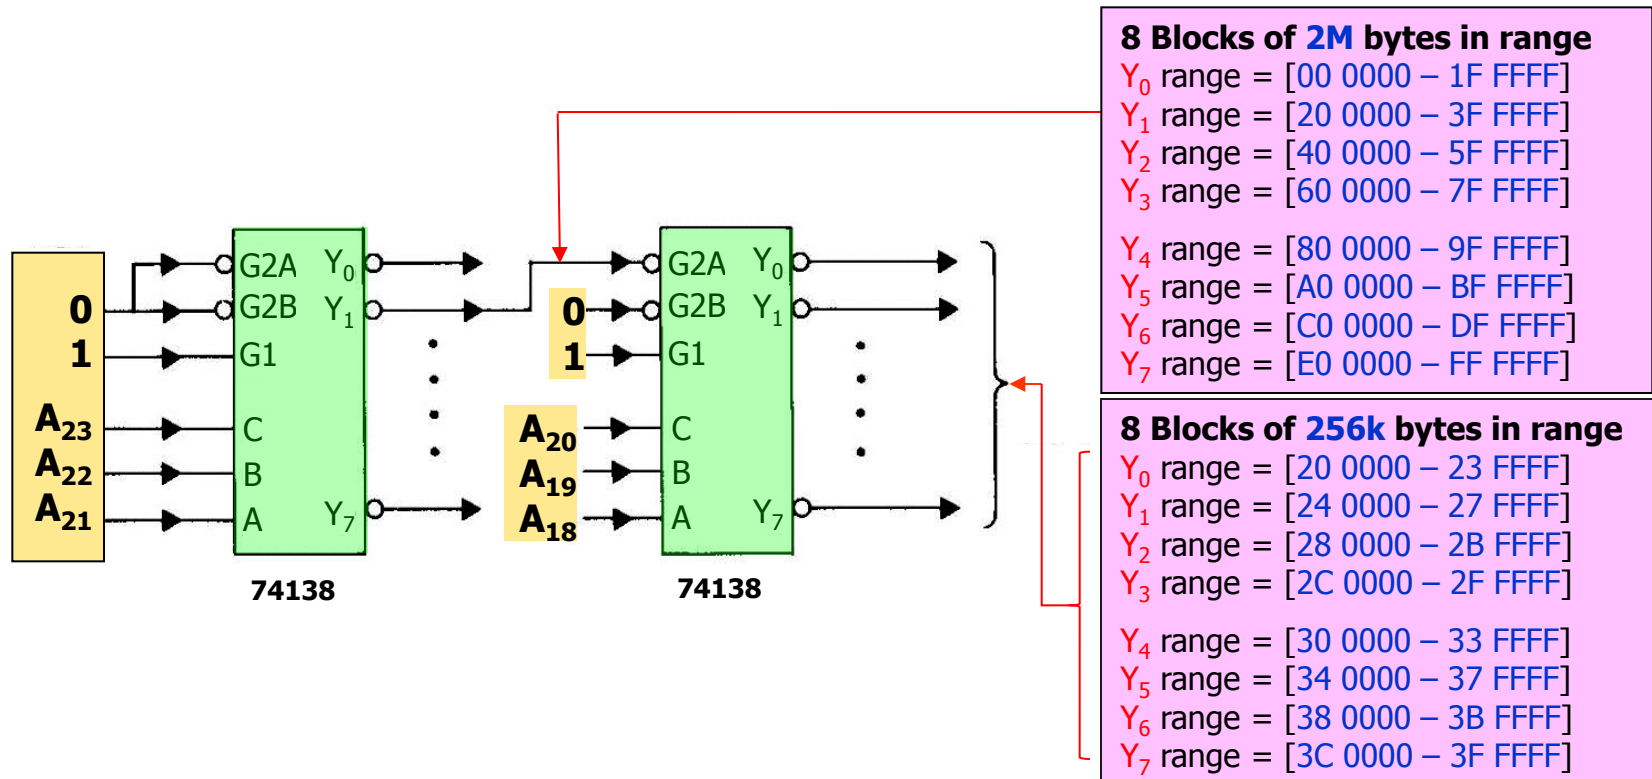 8 Blocks of 2M bytes in range
Y0 range = [00 0000 – 1F FFFF]
Y1 range = [20 0000 – 3F FFFF]
Y2 range = [40 0000 – 5F FFFF]
Y3 range = [60 0000 – 7F FFFF]
Y4 range = [80 0000 – 9F FFFF]
Y5 range = [A0 0000 – BF FFFF]
Y6 range = [C0 0000 – DF FFFF]
Y7 range = [E0 0000 – FF FFFF]
0
1
A23
A22
A21
G2A
G2B
G1
C
B
A
Y0
Y1
Y7
74138
0
1
A20
A19
A18
G2A
G2B
G1
C
B
A
Y0
Y1
Y7
74138
8 Blocks of 256k bytes in range
Y0 range = [20 0000 – 23 FFFF]
Y1 range = [24 0000 – 27 FFFF]
Y2 range = [28 0000 – 2B FFFF]
Y3 range = [2C 0000 – 2F FFFF]
Y4 range = [30 0000 – 33 FFFF]
Y5 range = [34 0000 – 37 FFFF]
Y6 range = [38 0000 – 3B FFFF]
Y7 range = [3C 0000 – 3F FFFF]